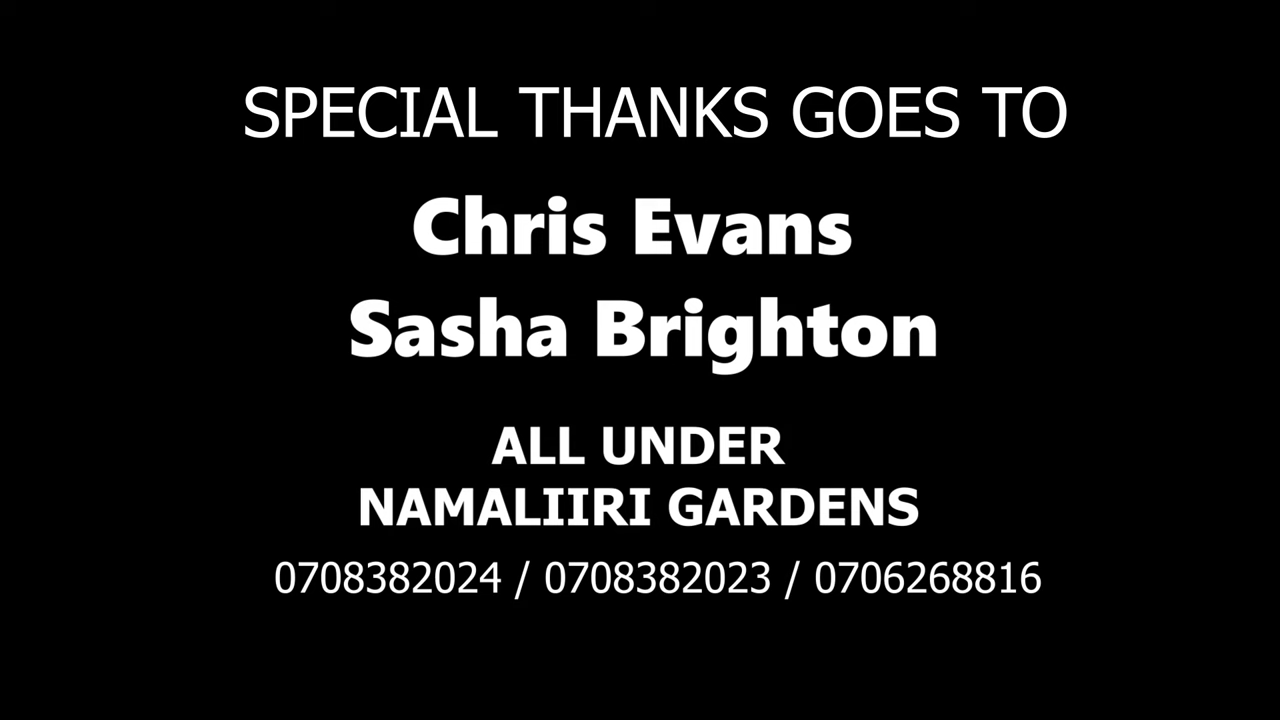 SPECIAL THANKS GOES TO
Chris Evans
Sasha Brighton
ALL UNDER
NAMALIIRI GARDENS
0708382024 / 0708382023 / 0706268816